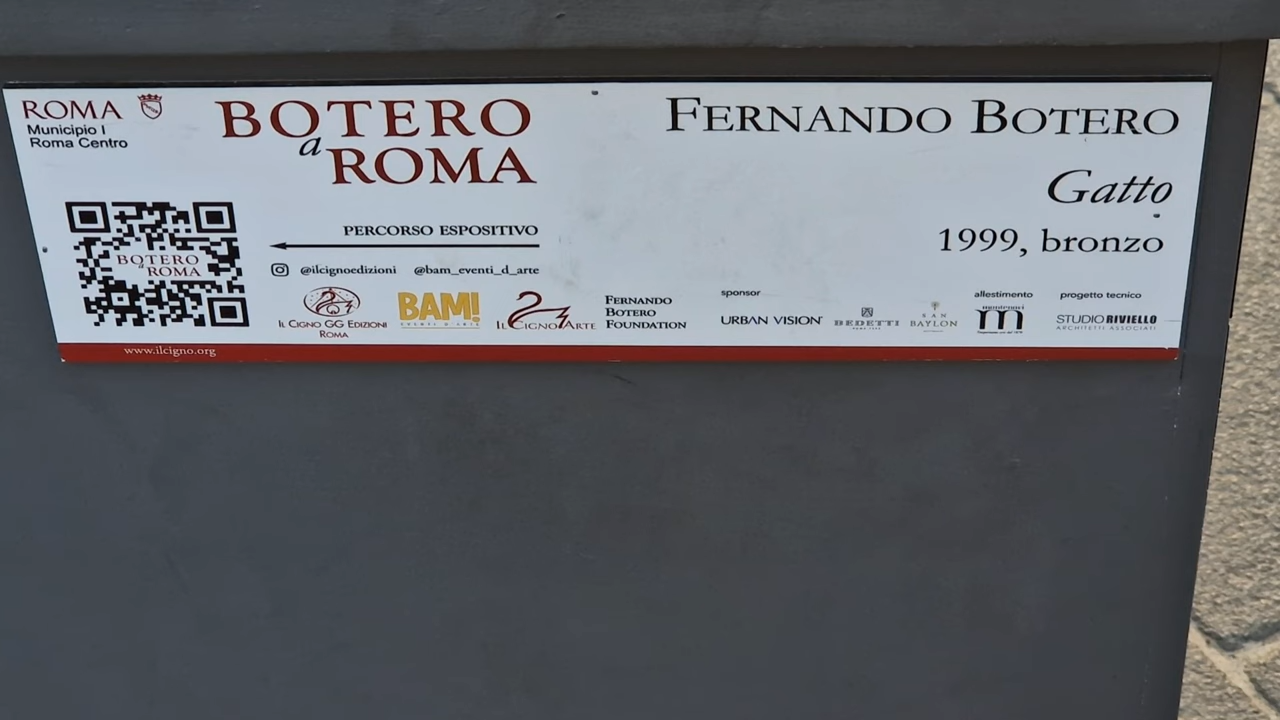 ROMA
Municipio I
Roma Centro
BOTERO
a
ROMA
BOTERO
a
ROMA
PERCORSO ESPOSITIVO
@ilcignoedizioni @bam_eventi_d_arte
IL CIGNO GG EDIZIONI
ROMA
BAM!
EVENTI D'ARTE
IL CIGNO ARTE
FERNANDO
BOTERO
FOUNDATION
www.ilcigno.org
FERNANDO BOTERO
Gatto
1999, bronzo
sponsor
URBAN VISION
BEDETTI
SAN
BAYLON
allestimento
m
progetto tecnico
STUDIO RIVIELLO
ARCHITETTI ASSOCIATI